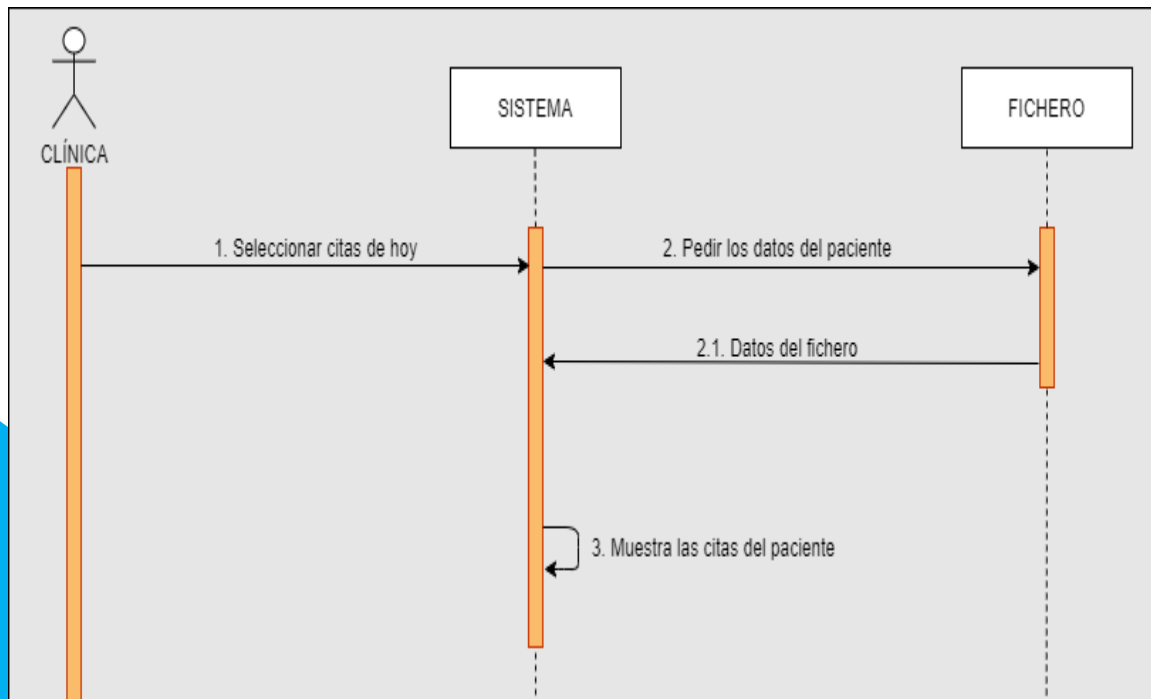 CLÍNICA
SISTEMA
FICHERO
1. Seleccionar citas de hoy
2. Pedir los datos del paciente
2.1. Datos del fichero
3. Muestra las citas del paciente